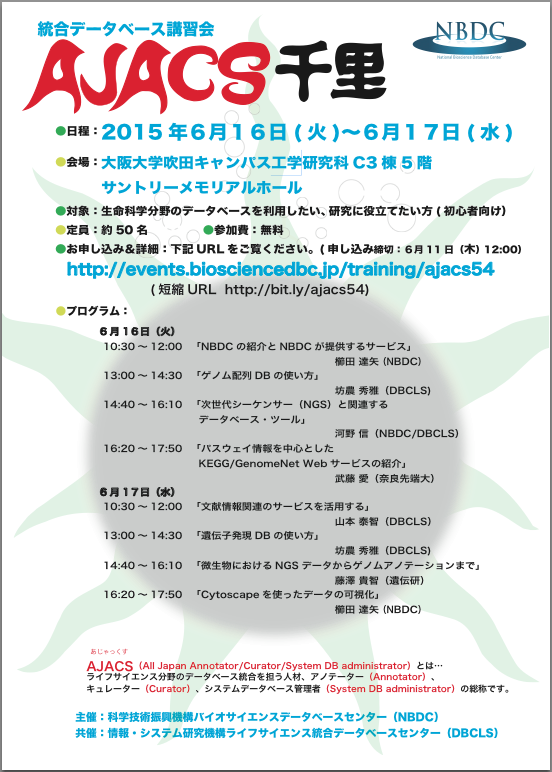 統合データベース講習会
AJACS千里
NBDC
National Bioscience Database Center
●日程：2015年6月16日(火)～6月17日(水)
●会場：大阪大学吹田キャンパス工学研究科 C3棟5階
サントリーメモリアルホール
●対象：生命科学分野のデータベースを利用したい、研究に役立てたい方(初心者向け)
●定員：約50名 ●参加費：無料
●お申し込み＆詳細：下記URLをご覧ください。(申し込み締切：6月11日(木) 12:00)
http://events.biosciencedbc.jp/training/ajacs54
(短縮URL http://bit.ly/ajacs54)
●プログラム：
6月16日（火）
10:30～12:00 「NBDCの紹介とNBDCが提供するサービス」
櫛田 達矢（NBDC）
13:00～14:30 「ゲノム配列DBの使い方」
坊農 秀雅（DBCLS）
14:40～16:10 「次世代シーケンサー（NGS）と関連する
データベース・ツール」
河野 信（NBDC/DBCLS）
16:20～17:50 「パスウェイ情報を中心とした
KEGG/GenomeNet Webサービスの紹介」
武藤 愛（奈良先端大）
6月17日（水）
10:30～12:00 「文献情報関連のサービスを活用する」
山本 泰智（DBCLS）
13:00～14:30 「遺伝子発現DBの使い方」
坊農 秀雅（DBCLS）
14:40～16:10 「微生物におけるNGSデータからゲノムアノテーションまで」
藤澤 貴智（遺伝研）
16:20～17:50 「Cytoscapeを使ったデータの可視化」
櫛田 達矢（NBDC）
あじゃっくす
AJACS（All Japan Annotator/Curator/System DB administrator）とは…
ライフサイエンス分野のデータベース統合を担う人材、アノテーター（Annotator）、
キュレーター（Curator）、システムデータベース管理者（System DB administrator）の総称です。
主催：科学技術振興機構バイオサイエンスデータベースセンター（NBDC）
共催：情報・システム研究機構ライフサイエンス統合データベースセンター（DBCLS）